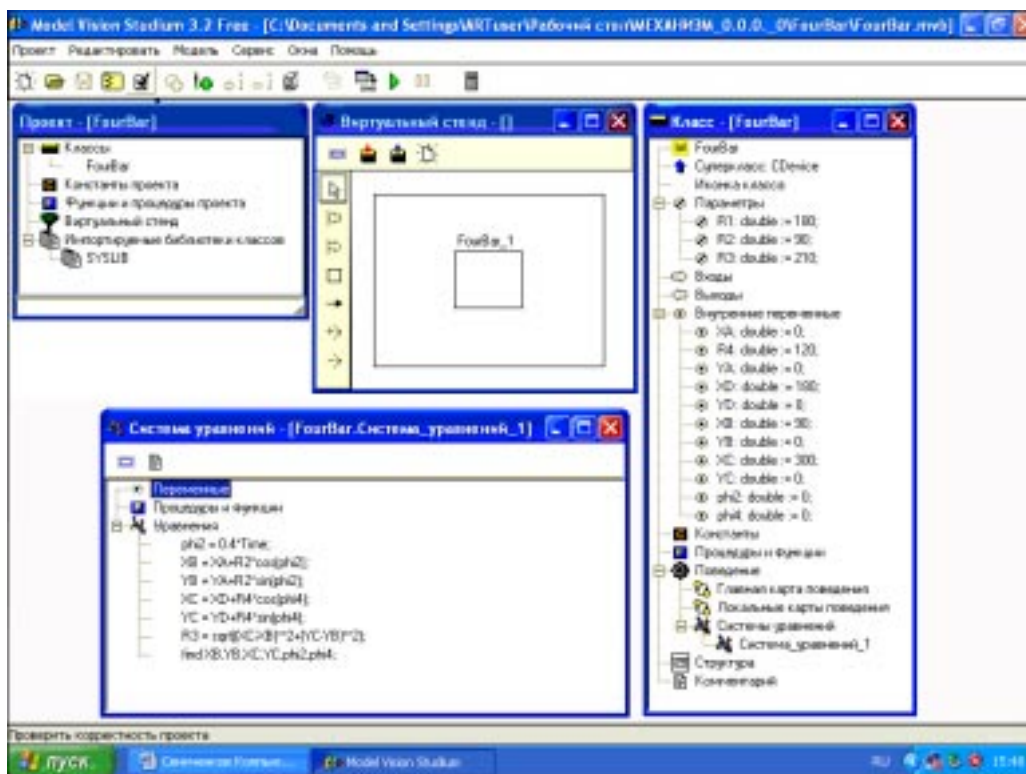 Model Vision Studium 3.2 Free - [C:\Documents and Settings\ARTuser\Рабочий стол\МЕХАНИЗМ_0.0.0._0\FourBar\FourBar.mvb]
Проект Редактировать Модель Сервис Окна Помощь
Проект - [FourBar]
Классы
FourBar
Константы проекта
Функции и процедуры проекта
Виртуальный стенд
Импортируемые библиотеки классов
SYSLIB
Виртуальный стенд - []
FourBar_1
Класс - [FourBar]
FourBar
Суперкласс: CDevice
Иконка класса
Параметры
R1: double := 180;
R2: double := 90;
R3: double := 210;
Входы
Выходы
Внутренние переменные
XA: double := 0;
R4: double := 120;
YA: double := 0;
XD: double := 180;
YD: double := 0;
XB: double := 90;
YB: double := 0;
XC: double := 300;
YC: double := 0;
phi2: double := 0;
phi4: double := 0;
Константы
Процедуры и функции
Поведение
Главная карта поведения
Локальные карты поведения
Системы уравнений
Система_уравнений_1
Структура
Комментарий
Система уравнений - [FourBar.Система_уравнений_1]
Переменные
Процедуры и функции
Уравнения
phi2 = 0.4*Time;
XB = XA+R2*cos(phi2);
YB = YA+R2*sin(phi2);
XC = XD+R4*cos(phi4);
YC = YD+R4*sin(phi4);
R3 = sqrt((XC-XB)^2+(YC-YB)^2);
find XB,YB,XC,YC,phi2,phi4;
Проверить корректность проекта
пуск
Model Vision Studium
RU
15:48